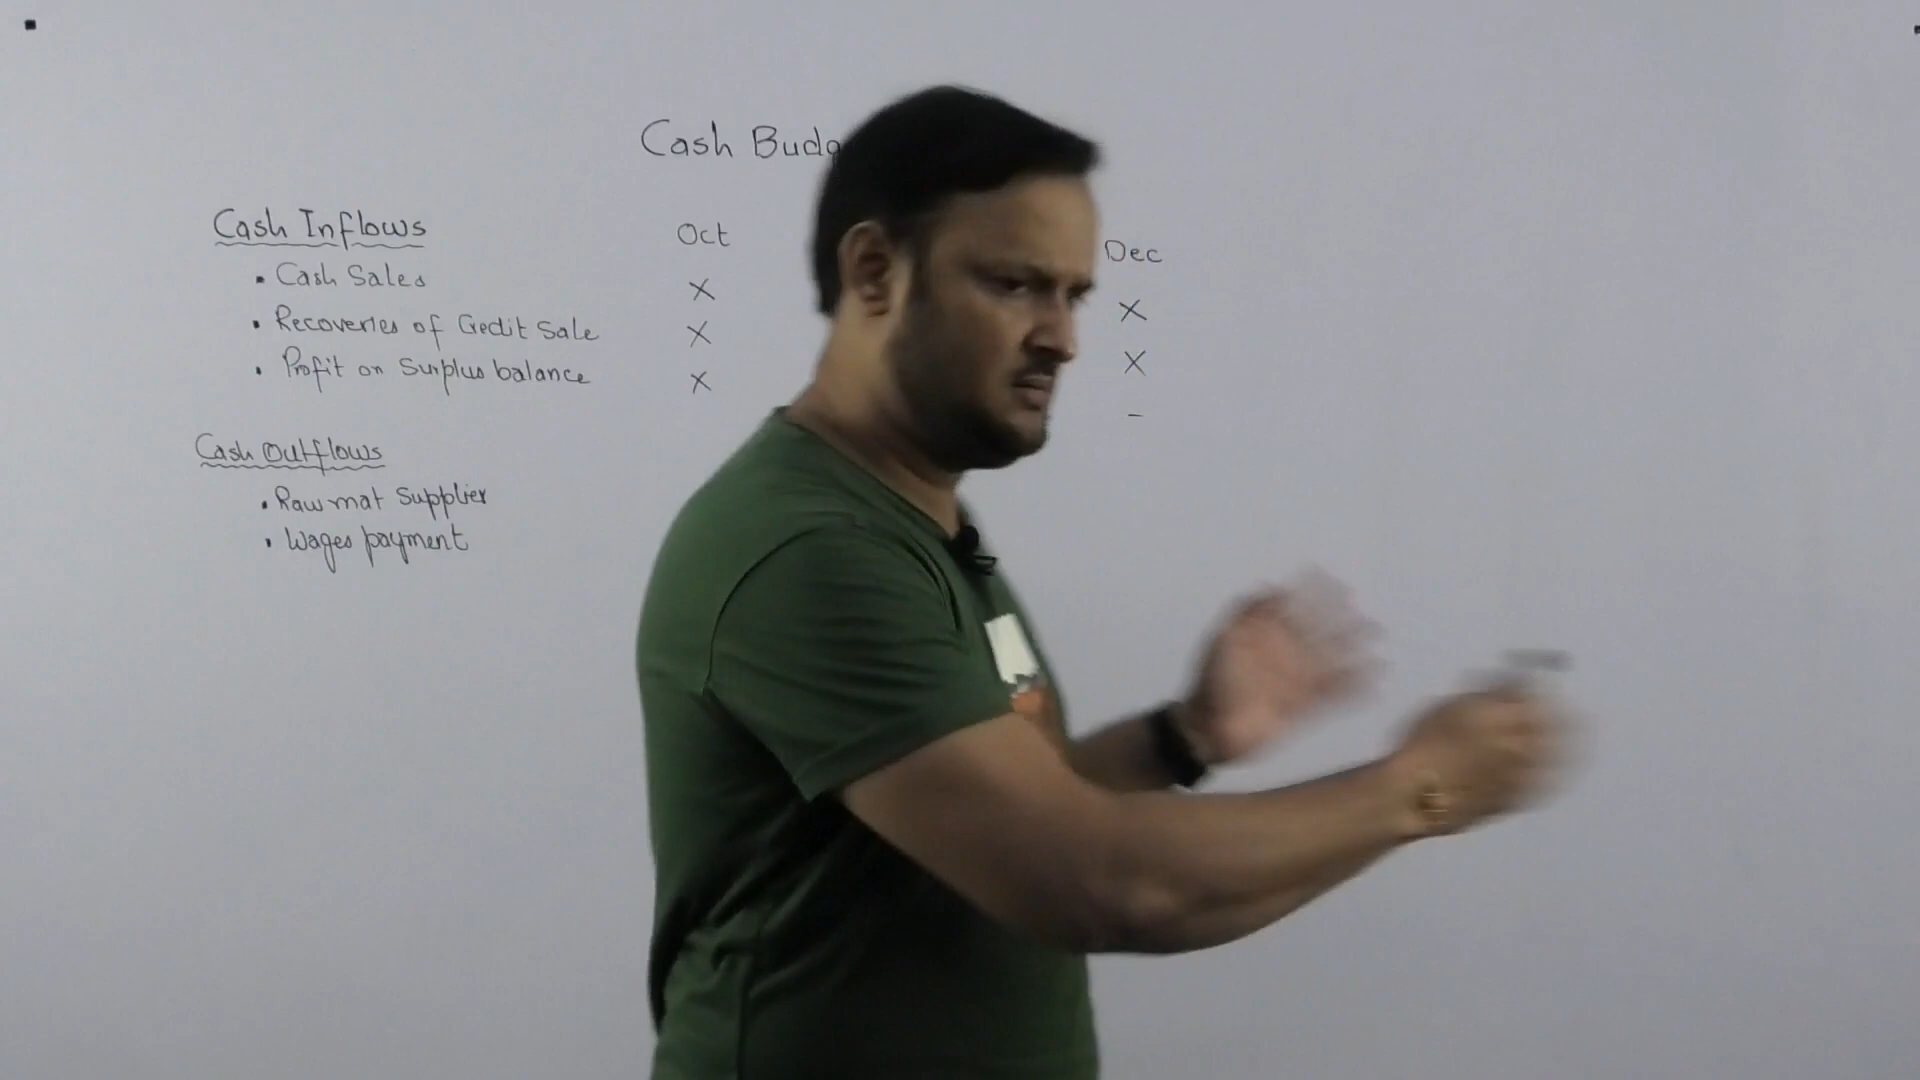 Cash Budg
Cash Inflows Oct Dec
• Cash Sales X X
• Recoveries of Credit Sale X X
• Profit on Surplus balance X –
Cash Outflows
• Raw mat Supplier
• Wages payment